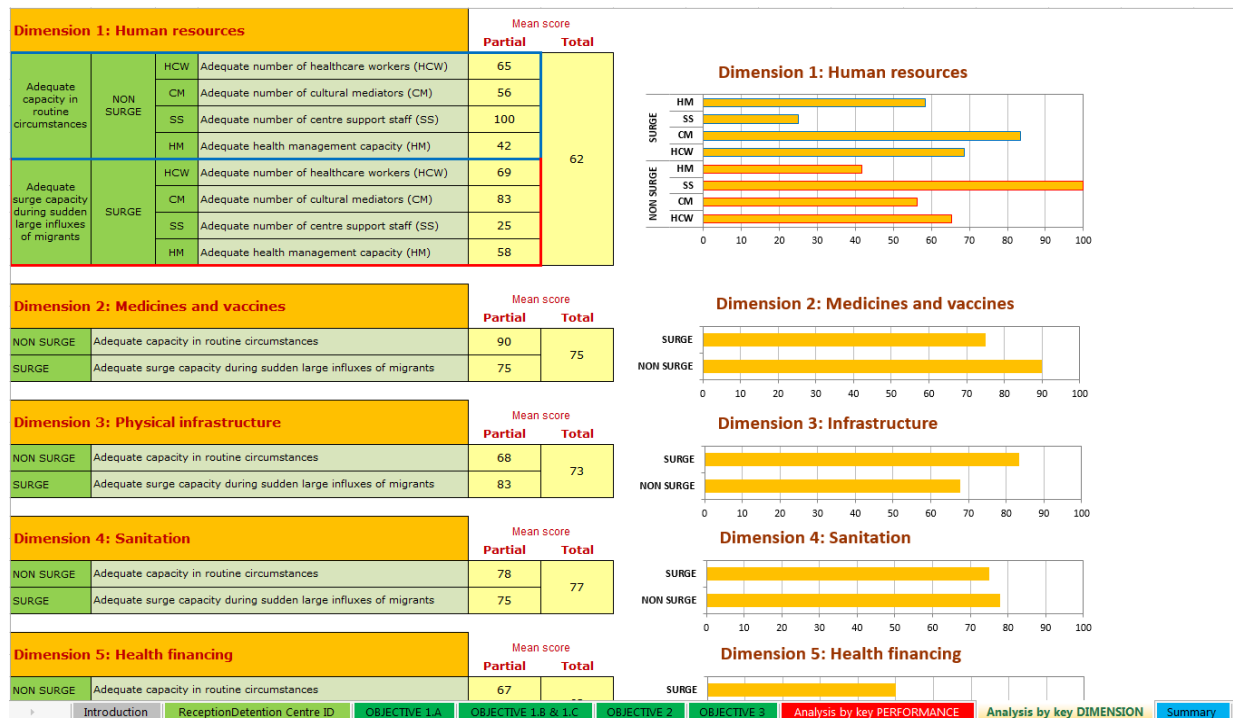 Dimension 1: Human resources
Mean score
Partial Total
Adequate capacity in routine circumstances
NON SURGE
HCW Adequate number of healthcare workers (HCW) 65
CM Adequate number of cultural mediators (CM) 56
SS Adequate number of centre support staff (SS) 100
HM Adequate health management capacity (HM) 42
62
Adequate surge capacity during sudden large influxes of migrants
SURGE
HCW Adequate number of healthcare workers (HCW) 69
CM Adequate number of cultural mediators (CM) 83
SS Adequate number of centre support staff (SS) 25
HM Adequate health management capacity (HM) 58
Dimension 1: Human resources
SURGE
HM
SS
CM
HCW
NON SURGE
HM
SS
CM
HCW
0 10 20 30 40 50 60 70 80 90 100
Dimension 2: Medicines and vaccines
Mean score
Partial Total
NON SURGE Adequate capacity in routine circumstances 90
SURGE Adequate surge capacity during sudden large influxes of migrants 75
75
Dimension 2: Medicines and vaccines
SURGE
NON SURGE
0 10 20 30 40 50 60 70 80 90 100
Dimension 3: Physical infrastructure
Mean score
Partial Total
NON SURGE Adequate capacity in routine circumstances 68
SURGE Adequate surge capacity during sudden large influxes of migrants 83
73
Dimension 3: Infrastructure
SURGE
NON SURGE
0 10 20 30 40 50 60 70 80 90 100
Dimension 4: Sanitation
Mean score
Partial Total
NON SURGE Adequate capacity in routine circumstances 78
SURGE Adequate surge capacity during sudden large influxes of migrants 75
77
Dimension 4: Sanitation
SURGE
NON SURGE
0 10 20 30 40 50 60 70 80 90 100
Dimension 5: Health financing
Mean score
Partial Total
NON SURGE Adequate capacity in routine circumstances 67
Dimension 5: Health financing
SURGE
Introduction ReceptionDetention Centre ID OBJECTIVE 1.A OBJECTIVE 1.B & 1.C OBJECTIVE 2 OBJECTIVE 3 Analysis by key PERFORMANCE Analysis by key DIMENSION Summary